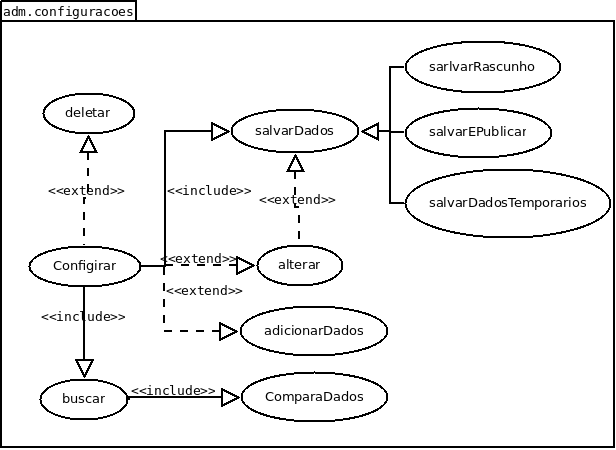 adm.configuracoes
sarlvarRascunho
deletar
salvarDados
salvarEPublicar
<<extend>>
<<include>>
<<extend>>
salvarDadosTemporarios
Configirar
<<extend>>
alterar
<<extend>>
<<include>>
adicionarDados
buscar
<<include>>
ComparaDados